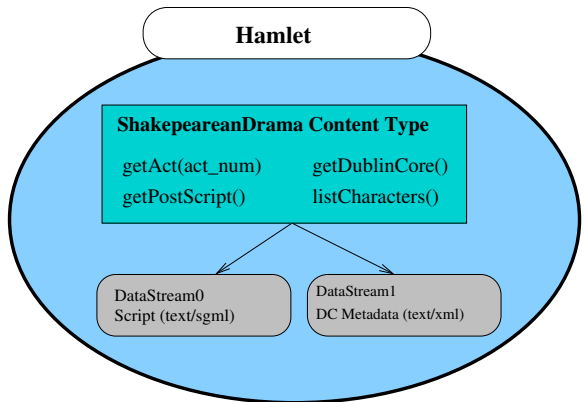 Hamlet
ShakepeareanDrama Content Type
getAct(act_num) getDublinCore()
getPostScript() listCharacters()
DataStream0
Script (text/sgml)
DataStream1
DC Metadata (text/xml)